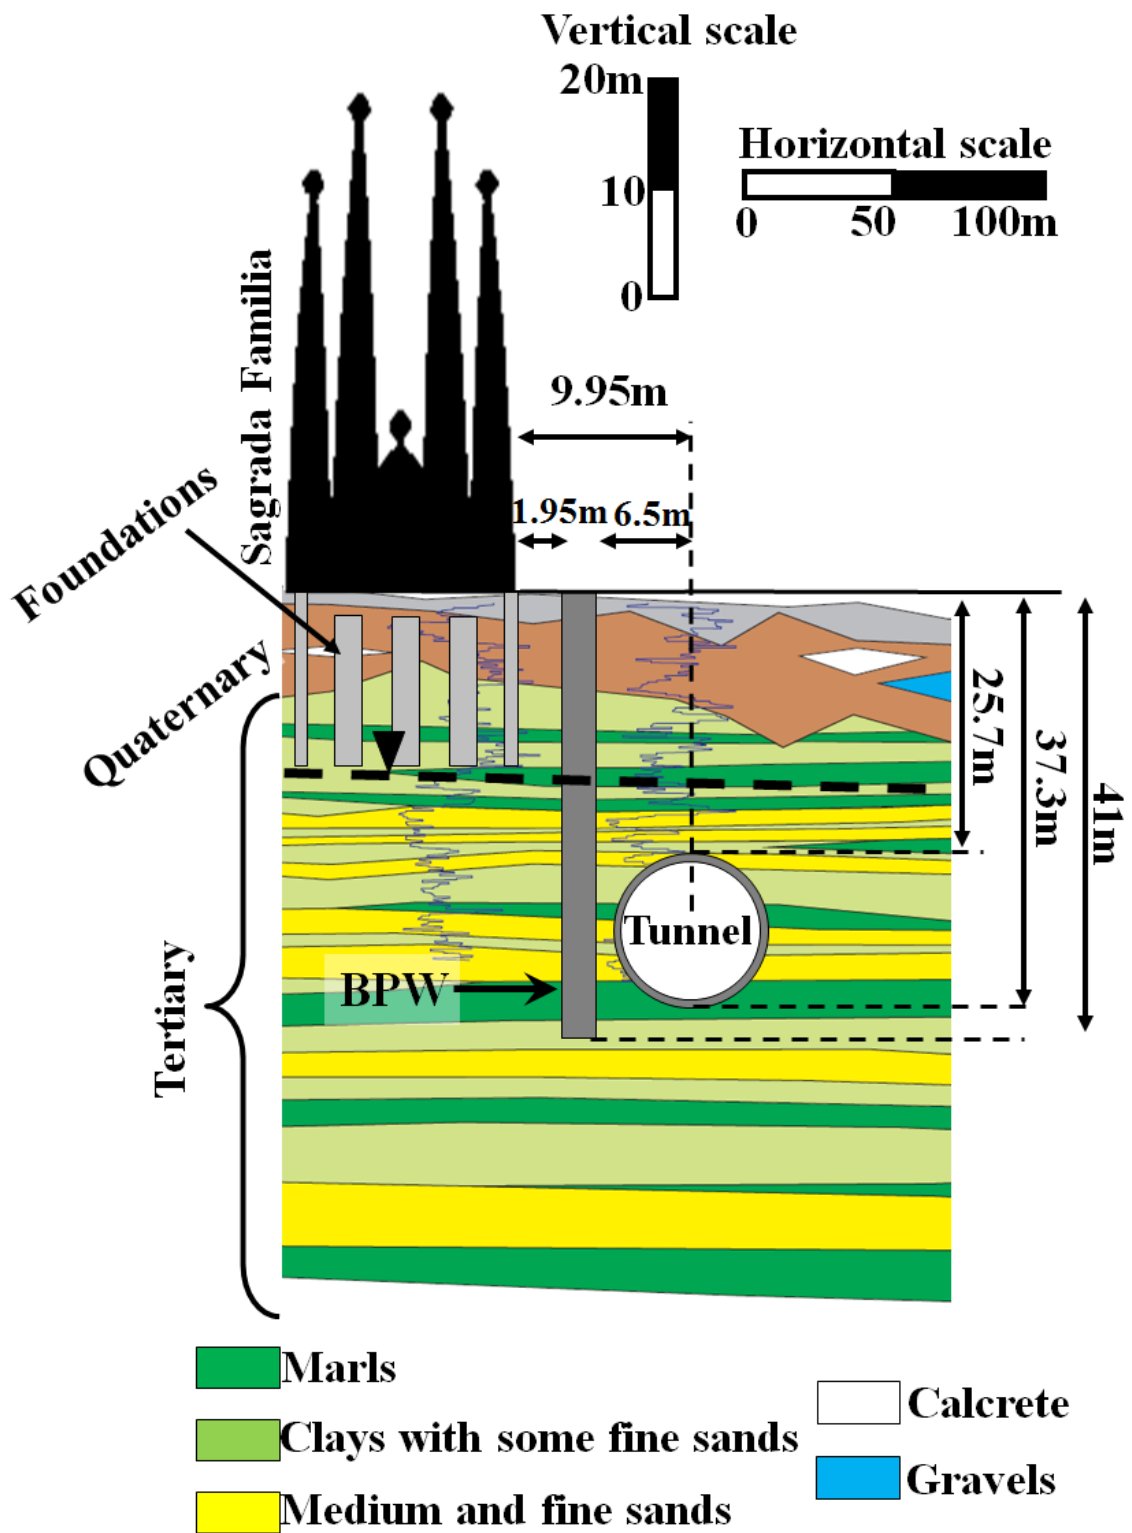 Vertical scale
20m
10
0
Horizontal scale
0 50 100m
Sagrada Familia
9.95m
1.95m 6.5m
Foundations
Quaternary
Tertiary
25.7m
37.3m
41m
Tunnel
BPW
Marls
Clays with some fine sands
Medium and fine sands
Calcrete
Gravels